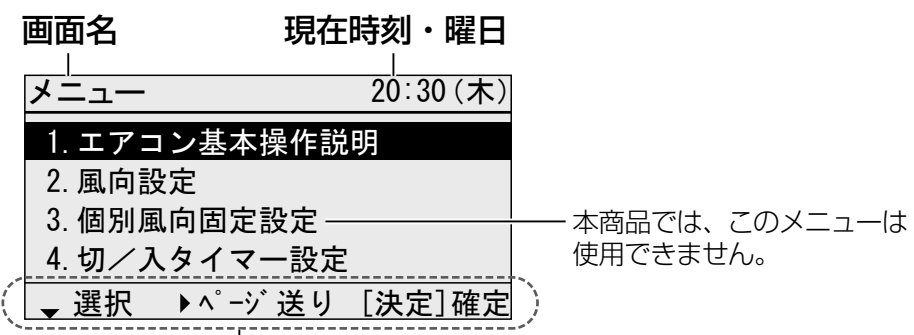 画面名 現在時刻・曜日
メニュー 20:30(木)
1.エアコン基本操作説明
2.風向設定
3.個別風向固定設定
本商品では、このメニューは
使用できません。
4.切／入タイマー設定
選択 ﾍﾟｰｼﾞ送り [決定]確定